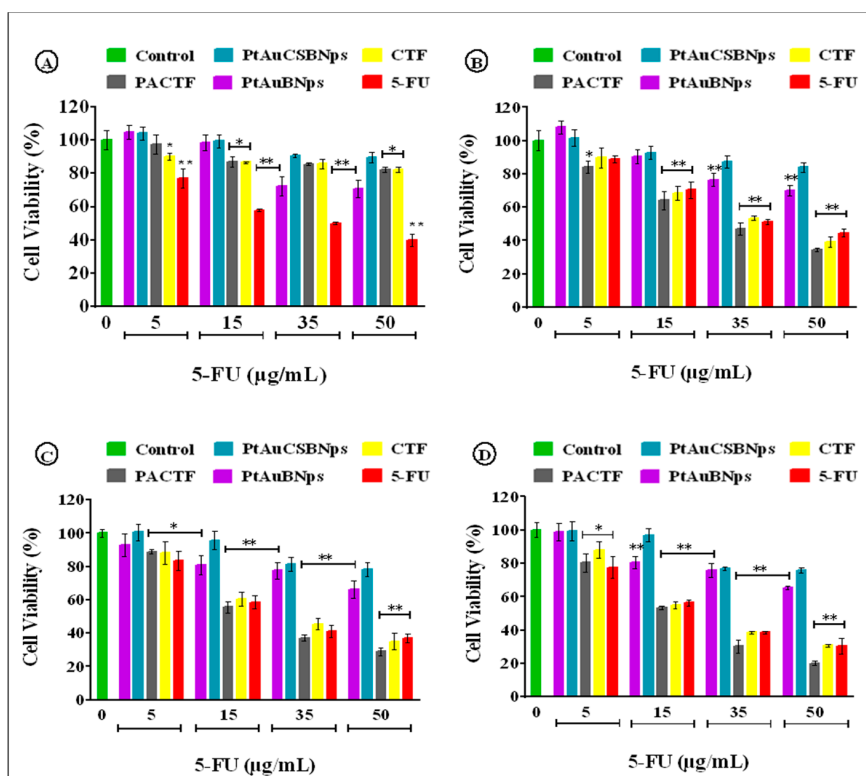 A
Control PtAuCSBNps CTF
PACTF PtAuBNps 5-FU
Cell Viability (%)
120
100
80
60
40
20
0
* ** * ** ** * **
0 5 15 35 50
5-FU (µg/mL)
B
Control PtAuCSBNps CTF
PACTF PtAuBNps 5-FU
Cell Viability (%)
120
100
80
60
40
20
0
* ** ** ** ** **
0 5 15 35 50
5-FU (µg/mL)
C
Control PtAuCSBNps CTF
PACTF PtAuBNps 5-FU
Cell Viability (%)
120
100
80
60
40
20
0
* ** ** **
0 5 15 35 50
5-FU (µg/mL)
D
Control PtAuCSBNps CTF
PACTF PtAuBNps 5-FU
Cell Viability (%)
120
100
80
60
40
20
0
* ** ** ** **
0 5 15 35 50
5-FU (µg/mL)